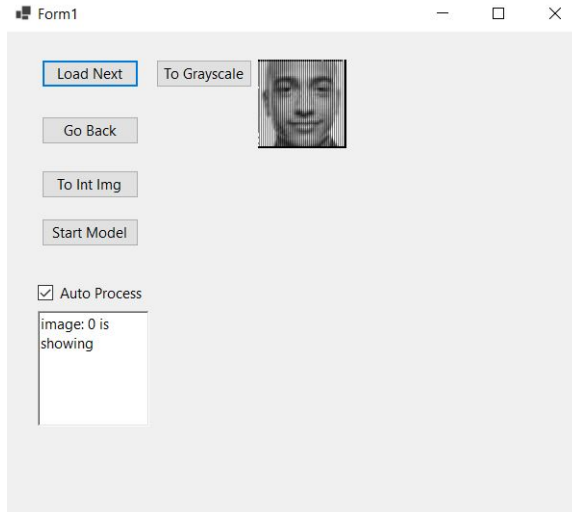 Form1
Load Next
To Grayscale
Go Back
To Int Img
Start Model
Auto Process
image: 0 is
showing